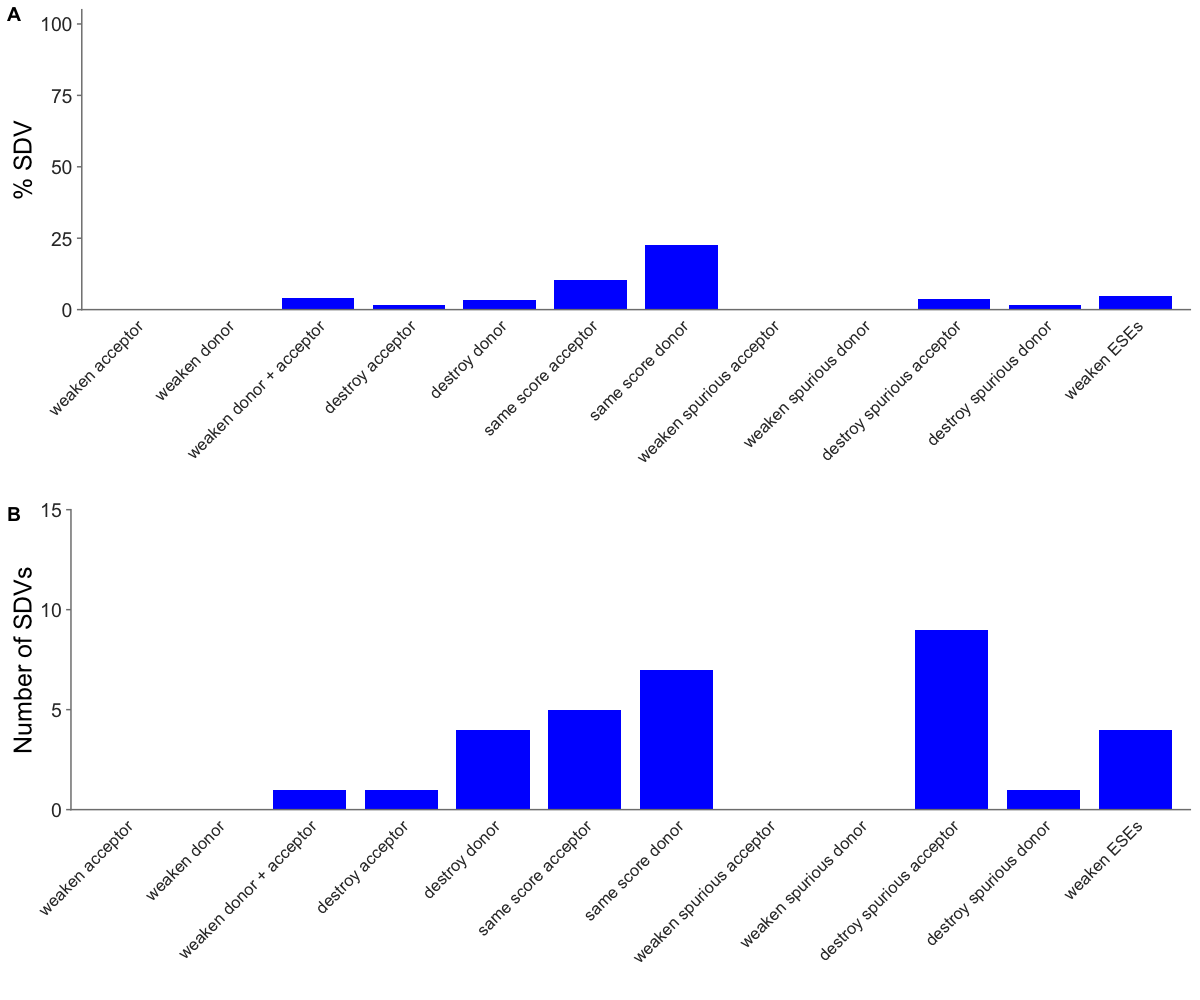 A
100
75
50
25
0
% SDV
weaken acceptor
weaken donor
weaken donor + acceptor
destroy acceptor
destroy donor
same score acceptor
same score donor
weaken spurious acceptor
weaken spurious donor
destroy spurious acceptor
destroy spurious donor
weaken ESEs
B
15
10
5
0
Number of SDVs
weaken acceptor
weaken donor
weaken donor + acceptor
destroy acceptor
destroy donor
same score acceptor
same score donor
weaken spurious acceptor
weaken spurious donor
destroy spurious acceptor
destroy spurious donor
weaken ESEs